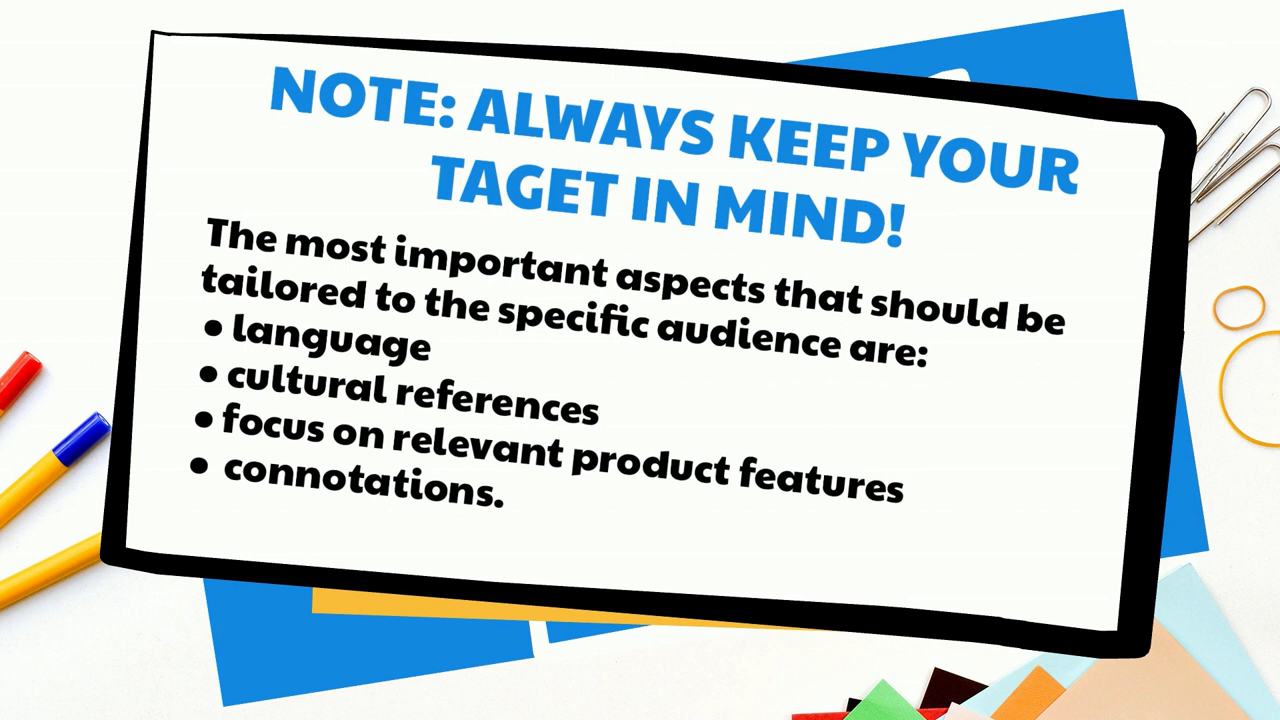 NOTE: ALWAYS KEEP YOUR
TAGET IN MIND!
The most important aspects that should be
tailored to the specific audience are:
• language
• cultural references
• focus on relevant product features
• connotations.